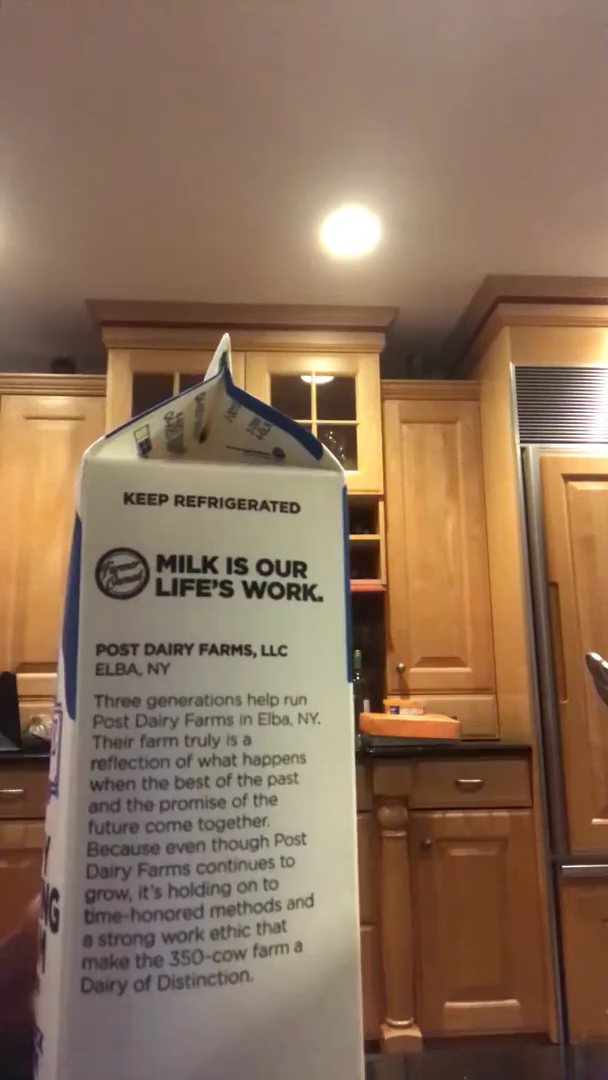 KEEP REFRIGERATED
Farmer Owned
MILK IS OUR
LIFE'S WORK.
POST DAIRY FARMS, LLC
ELBA, NY
Three generations help run
Post Dairy Farms in Elba, NY.
Their farm truly is a
reflection of what happens
when the best of the past
and the promise of the
future come together.
Because even though Post
Dairy Farms continues to
grow, it's holding on to
time-honored methods and
a strong work ethic that
make the 350-cow farm a
Dairy of Distinction.